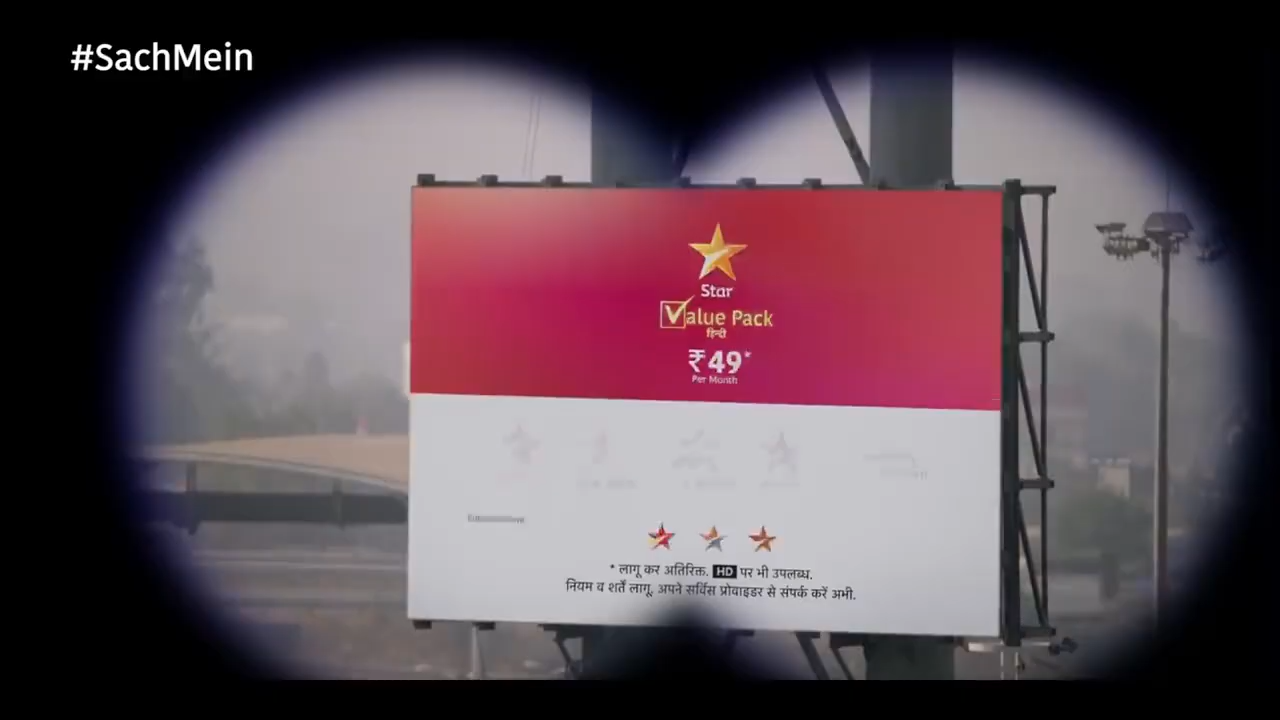 #SachMein
Star
Value Pack
हिन्दी
₹49*
Per Month
* लागू कर अतिरिक्त. HD पर भी उपलब्ध.
नियम व शर्तें लागू. अपने सर्विस प्रोवाइडर से संपर्क करें अभी.